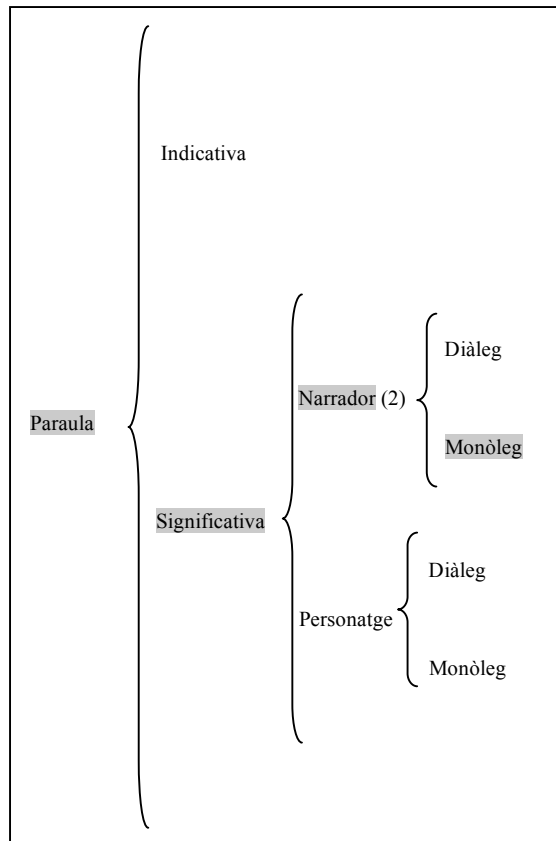 Indicativa
Paraula
Significativa
Narrador (2)
Diàleg
Monòleg
Personatge
Diàleg
Monòleg